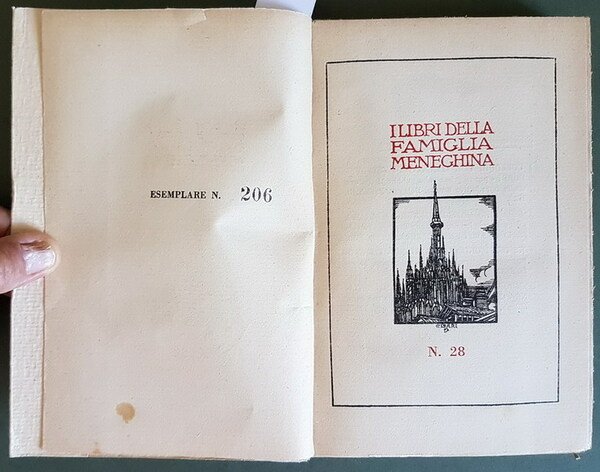 ESEMPLARE N. 206
I LIBRI DELLA
FAMIGLIA
MENEGHINA
N. 28